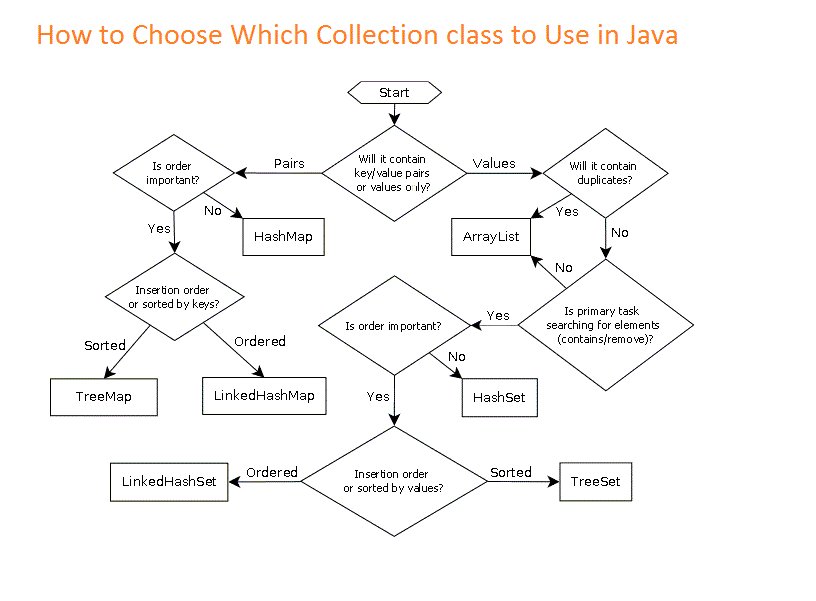 How to Choose Which Collection class to Use in Java
Start
Will it contain
key/value pairs
or values only?
Pairs
Values
Is order
important?
Will it contain
duplicates?
No
Yes
HashMap
ArrayList
Yes
No
No
Insertion order
or sorted by keys?
Is primary task
searching for elements
(contains/remove)?
Yes
Is order important?
Sorted
Ordered
No
TreeMap
LinkedHashMap
Yes
HashSet
Insertion order
or sorted by values?
Ordered
Sorted
LinkedHashSet
TreeSet